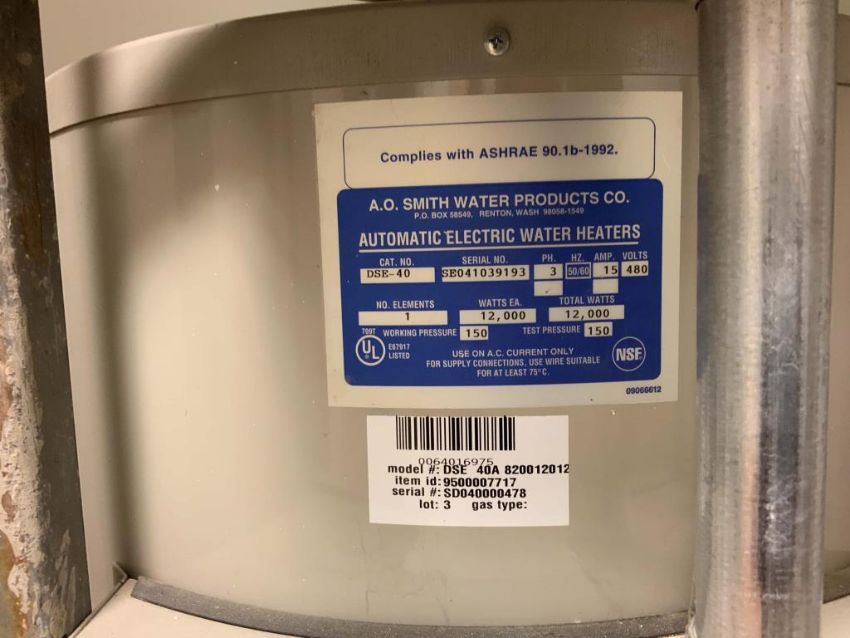 Complies with ASHRAE 90.1b-1992.
A.O. SMITH WATER PRODUCTS CO.
P.O. BOX 58549, RENTON, WASH 98058-1549
AUTOMATIC ELECTRIC WATER HEATERS
CAT. NO. SERIAL NO. PH. HZ. AMP. VOLTS
DSE-40 SE041039193 3 50/60 15 480
NO. ELEMENTS WATTS EA. TOTAL WATTS
1 12,000 12,000
709T WORKING PRESSURE 150 TEST PRESSURE 150
UL E67917
LISTED
USE ON A.C. CURRENT ONLY
FOR SUPPLY CONNECTIONS, USE WIRE SUITABLE
FOR AT LEAST 75°C.
NSF
09066612
0064016975
model #: DSE 40A 820012012
item id: 9500007717
serial #: SD040000478
lot: 3 gas type: